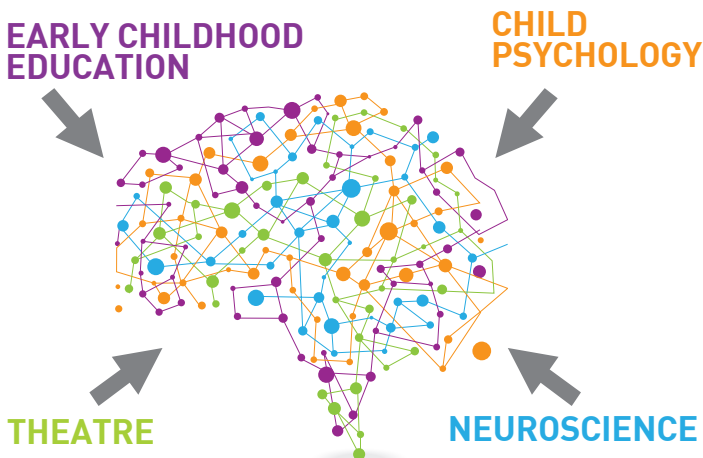 EARLY CHILDHOOD
EDUCATION
CHILD
PSYCHOLOGY
THEATRE
NEUROSCIENCE